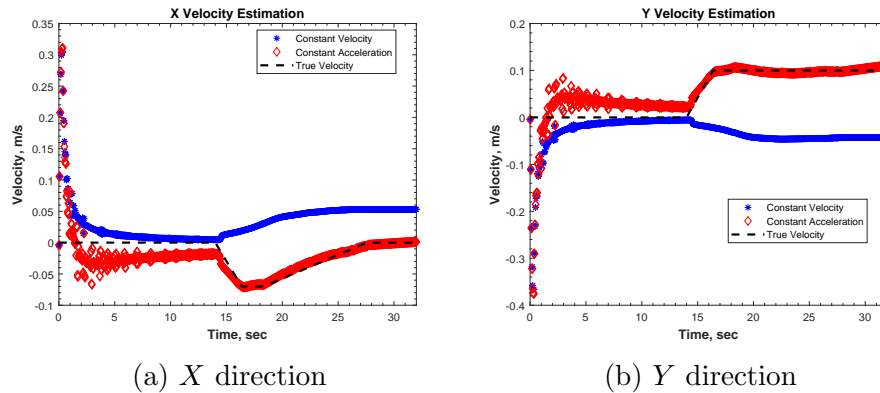 X Velocity Estimation
0.35
0.3
0.25
0.2
0.15
0.1
0.05
0
-0.05
-0.1
Velocity, m/s
Constant Velocity
Constant Acceleration
True Velocity
0 5 10 15 20 25 30
Time, sec
(a) X direction
Y Velocity Estimation
0.2
0.1
0
-0.1
-0.2
-0.3
-0.4
Velocity, m/s
Constant Velocity
Constant Acceleration
True Velocity
0 5 10 15 20 25 30
Time, sec
(b) Y direction